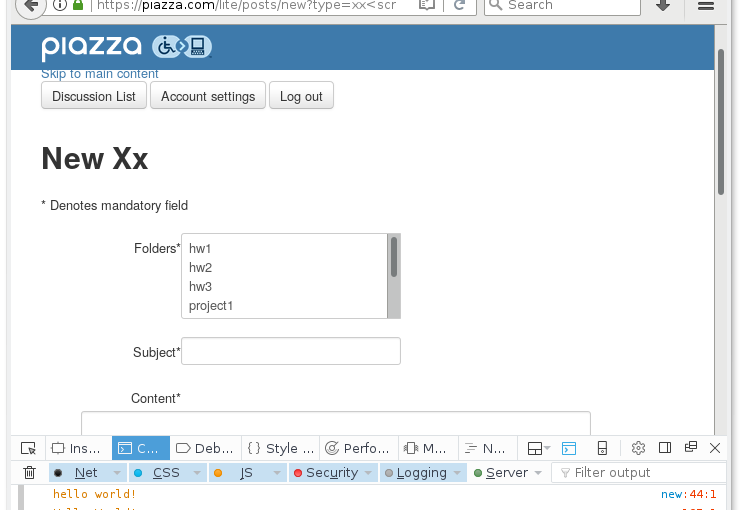 https://piazza.com/lite/posts/new?type=xx<scr
Search
piazza
Skip to main content
Discussion List Account settings Log out
New Xx
* Denotes mandatory field
Folders*
hw1
hw2
hw3
project1
Subject*
Content*
Ins... C... Deb... {} Style ... Perfo... M... N...
Net CSS JS Security Logging Server Filter output
hello world! new:44:1